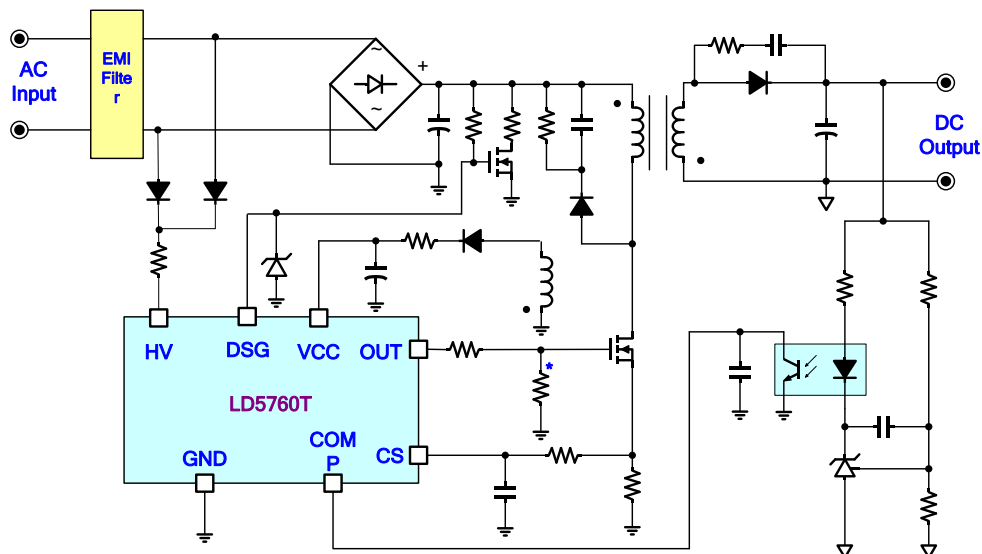 EMI
Filte
r
AC
Input
~
+
~
DC
Output
HV
DSG
VCC
OUT
*
LD5760T
COM
P
CS
GND